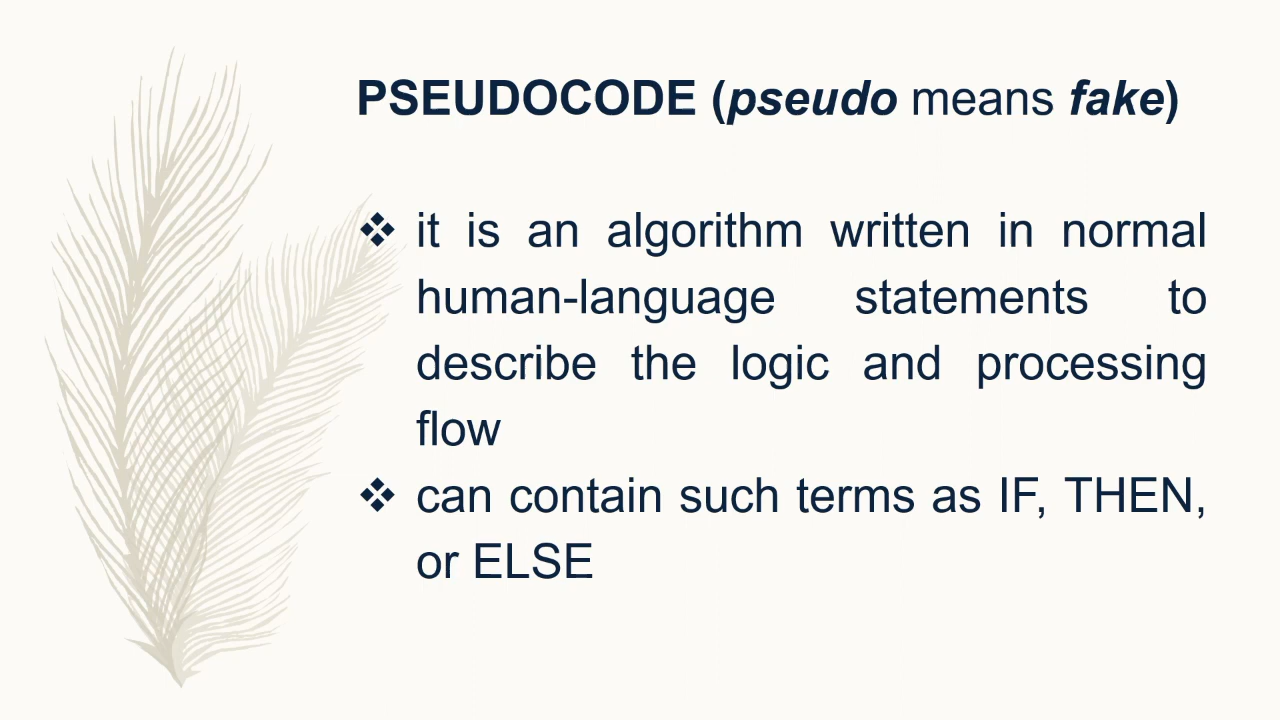 PSEUDOCODE (pseudo means fake)
❖ it is an algorithm written in normal
human-language statements to
describe the logic and processing
flow
❖ can contain such terms as IF, THEN,
or ELSE